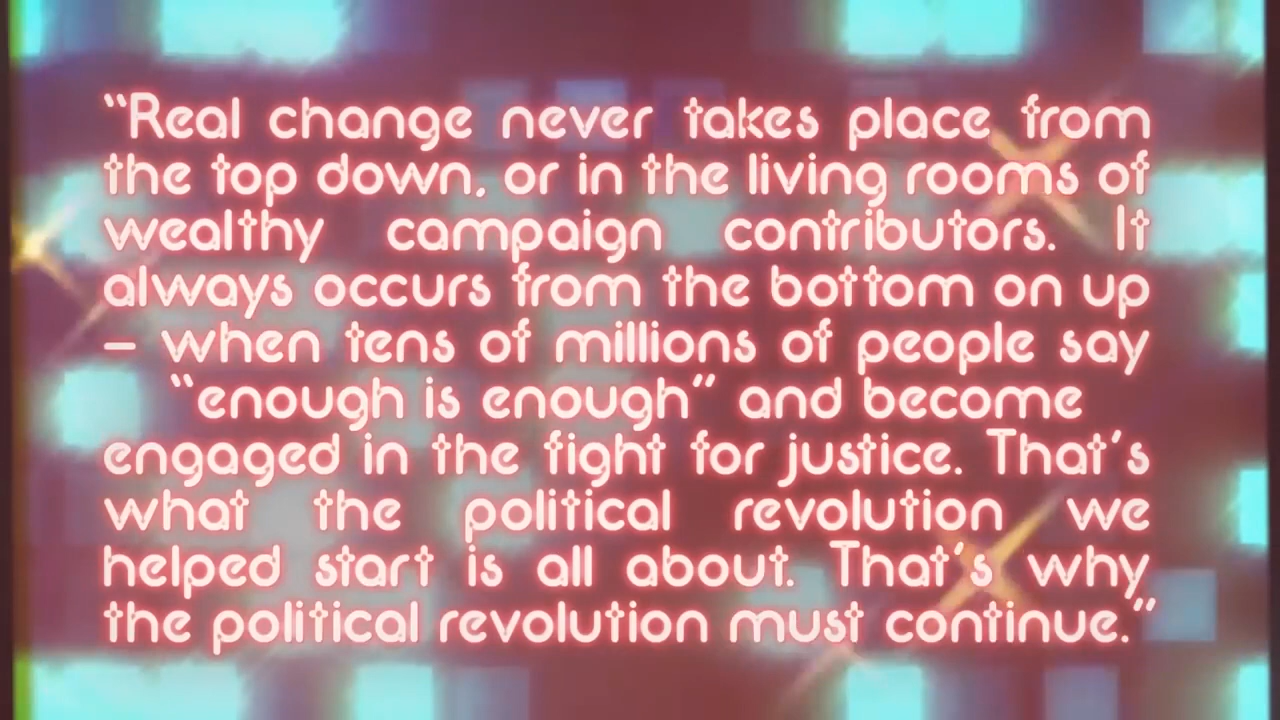 “Real change never takes place from
the top down, or in the living rooms of
wealthy campaign contributors. It
always occurs from the bottom on up
– when tens of millions of people say
“enough is enough” and become
engaged in the fight for justice. That’s
what the political revolution we
helped start is all about. That’s why
the political revolution must continue.”